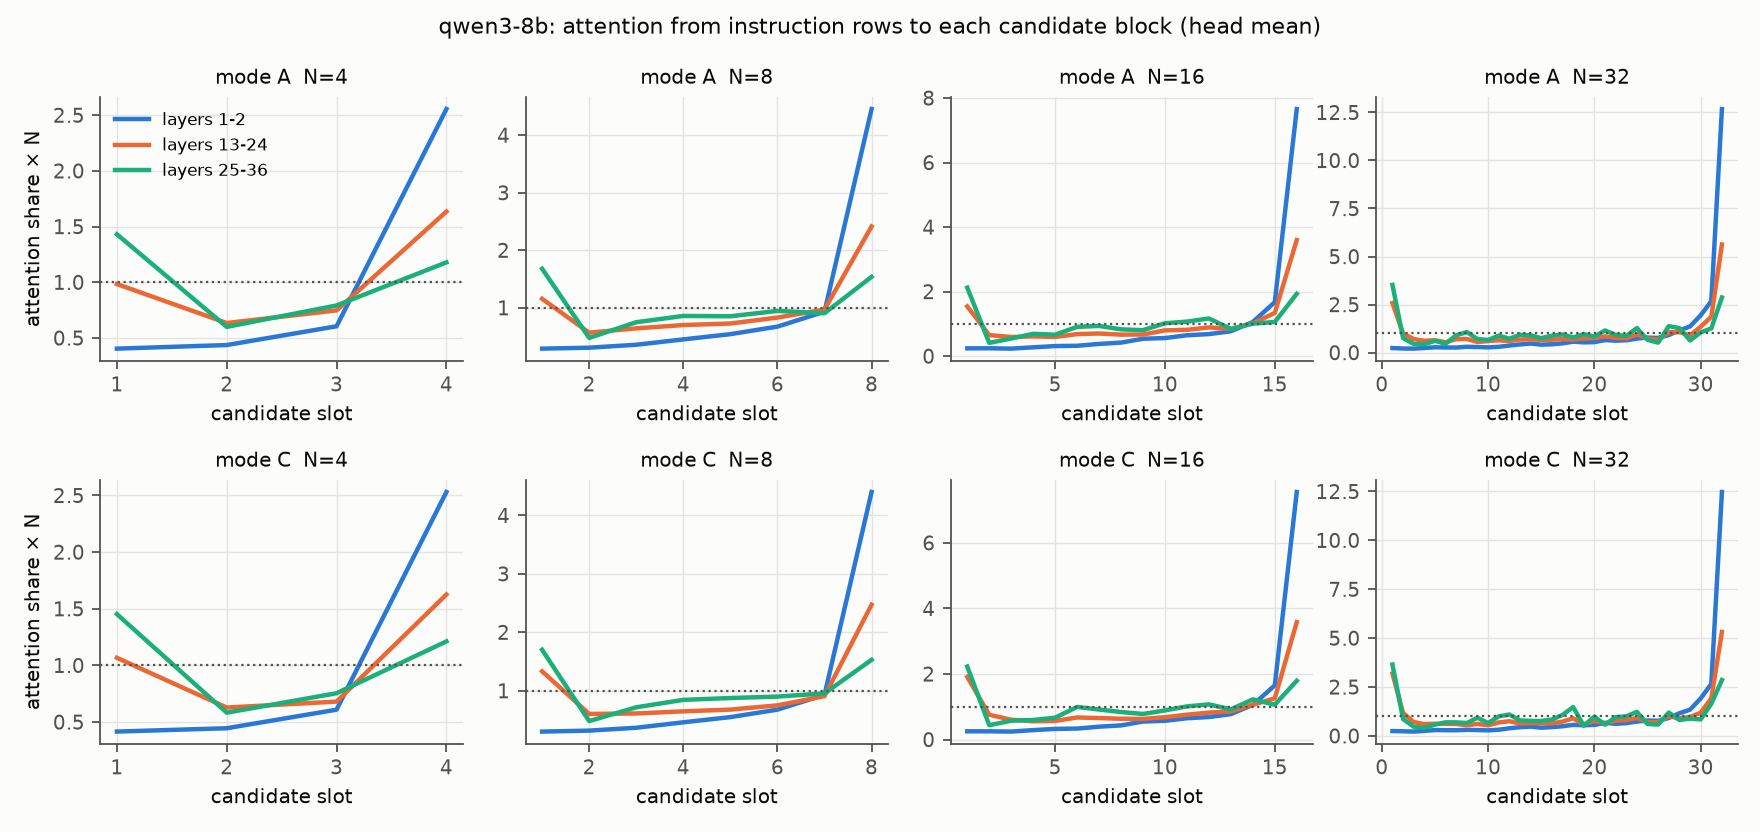 qwen3-8b: attention from instruction rows to each candidate block (head mean)
mode A N=4
mode A N=8
mode A N=16
mode A N=32
attention share × N
2.5
2.0
1.5
1.0
0.5
layers 1-2
layers 13-24
layers 25-36
4
3
2
1
8
6
4
2
0
12.5
10.0
7.5
5.0
2.5
0.0
1 2 3 4
2 4 6 8
5 10 15
0 10 20 30
candidate slot
candidate slot
candidate slot
candidate slot
mode C N=4
mode C N=8
mode C N=16
mode C N=32
attention share × N
2.5
2.0
1.5
1.0
0.5
4
3
2
1
6
4
2
0
12.5
10.0
7.5
5.0
2.5
0.0
1 2 3 4
2 4 6 8
5 10 15
0 10 20 30
candidate slot
candidate slot
candidate slot
candidate slot